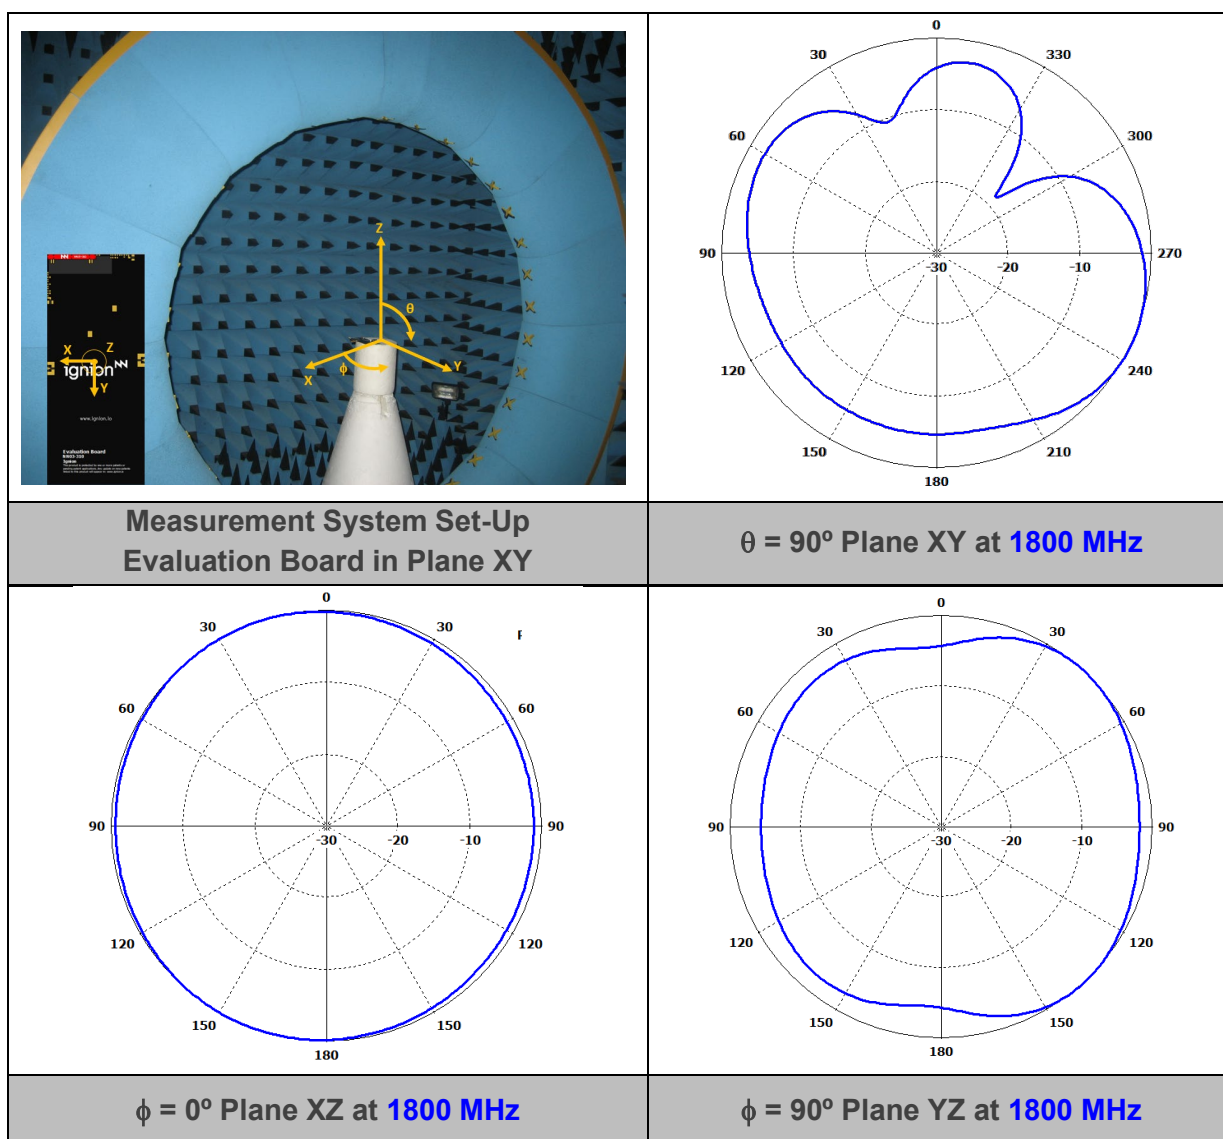 Z
θ
X
Y
ϕ
X
Z
ignion
Y
www.ignion.io
Evaluation Board
0
30
330
60
300
90
-30
-20
-10
270
120
240
150
210
180
Measurement System Set-Up
Evaluation Board in Plane XY
θ = 90º Plane XY at 1800 MHz
0
30
30
60
60
90
-30
-20
-10
90
120
120
150
150
180
0
30
30
60
60
90
-30
-20
-10
90
120
120
150
150
180
ϕ = 0º Plane XZ at 1800 MHz
ϕ = 90º Plane YZ at 1800 MHz